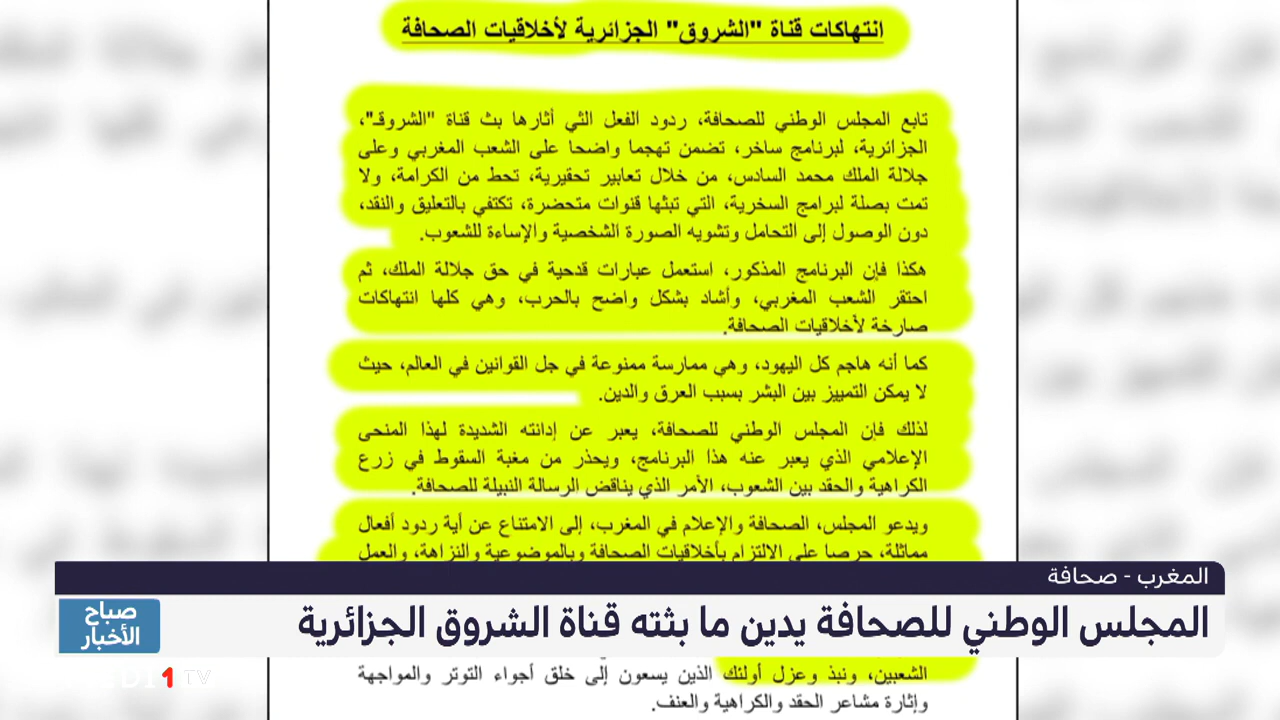 انتهاكات قناة "الشروق" الجزائرية لأخلاقيات الصحافة
تابع المجلس الوطني للصحافة، ردود الفعل التي أثارها بث قناة "الشروقـ"،
الجزائرية، لبرنامج ساخر، تضمن تهجما واضحا على الشعب المغربي وعلى
جلالة الملك محمد السادس، من خلال تعابير تحقيرية، تحط من الكرامة، ولا
تمت بصلة لبرامج السخرية، التي تبثها قنوات متحضرة، تكتفي بالتعليق والنقد،
دون الوصول إلى التحامل وتشويه الصورة الشخصية والإساءة للشعوب.
هكذا فإن البرنامج المذكور، استعمل عبارات قدحية في حق جلالة الملك، ثم
احتقر الشعب المغربي، وأشاد بشكل واضح بالحرب، وهي كلها انتهاكات
صارخة لأخلاقيات الصحافة.
كما أنه هاجم كل اليهود، وهي ممارسة ممنوعة في جل القوانين في العالم، حيث
لا يمكن التمييز بين البشر بسبب العرق والدين.
لذلك فإن المجلس الوطني للصحافة، يعبر عن إدانته الشديدة لهذا المنحى
الإعلامي الذي يعبر عنه هذا البرنامج، ويحذر من مغبة السقوط في زرع
الكراهية والحقد بين الشعوب، الأمر الذي يناقض الرسالة النبيلة للصحافة.
ويدعو المجلس، الصحافة والإعلام في المغرب، إلى الامتناع عن أية ردود أفعال
مماثلة، حرصا على الالتزام بأخلاقيات الصحافة وبالموضوعية والنزاهة، والعمل
المغرب - صحافة
المجلس الوطني للصحافة يدين ما بثته قناة الشروق الجزائرية
صباح
الأخبار
الشعبين، ونبذ وعزل أولئك الذين يسعون إلى خلق أجواء التوتر والمواجهة
وإثارة مشاعر الحقد والكراهية والعنف.
1 TV